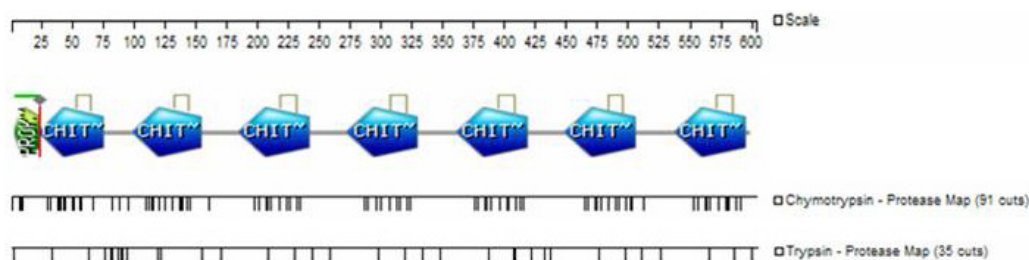 Scale
25 50 75 100 125 150 175 200 225 250 275 300 325 350 375 400 425 450 475 500 525 550 575 600
CHIT~ CHIT~ CHIT~ CHIT~ CHIT~ CHIT~ CHIT~
Chymotrypsin - Protease Map (91 cuts)
Trypsin - Protease Map (35 cuts)